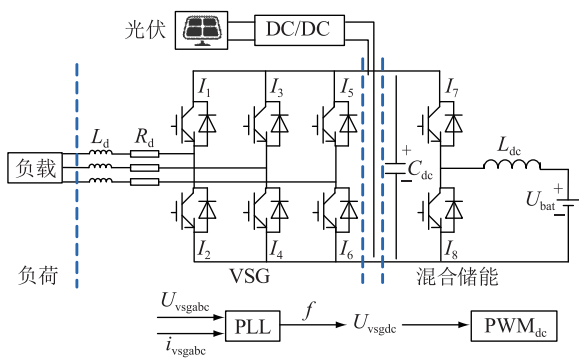 光伏
DC/DC
I1 I3 I5 I7
Ld Rd
Ldc
负载
Cdc
Ubat
I2 I4 I6 I8
负荷
VSG
混合储能
Uvsgabc
ivsgabc
PLL
f
Uvsgdc
PWMdc